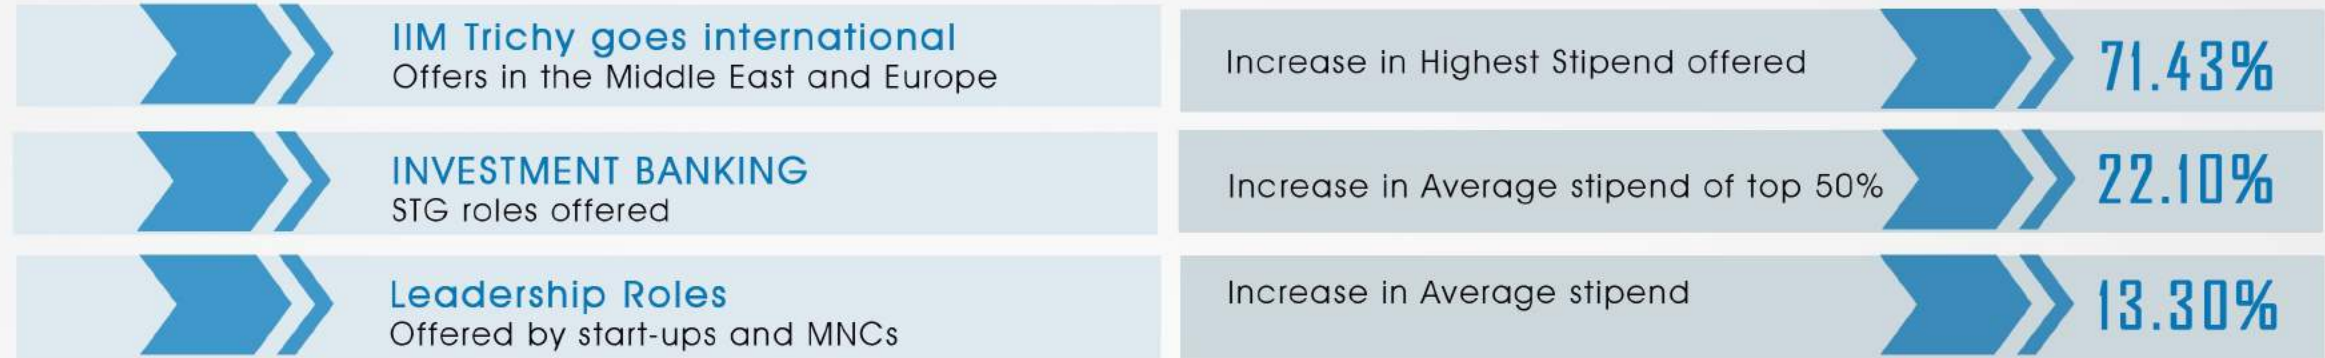 IIM Trichy goes international
Offers in the Middle East and Europe
INVESTMENT BANKING
STG roles offered
Leadership Roles
Offered by start-ups and MNCs
Increase in Highest Stipend offered
71.43%
Increase in Average stipend of top 50%
22.10%
Increase in Average stipend
13.30%